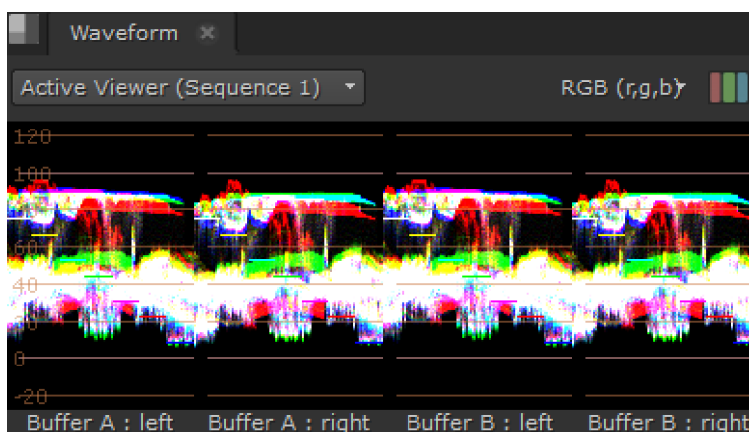 Waveform
Active Viewer (Sequence 1)
RGB (r,g,b)
120
100
60
40
20
0
-20
Buffer A : left
Buffer A : right
Buffer B : left
Buffer B : right